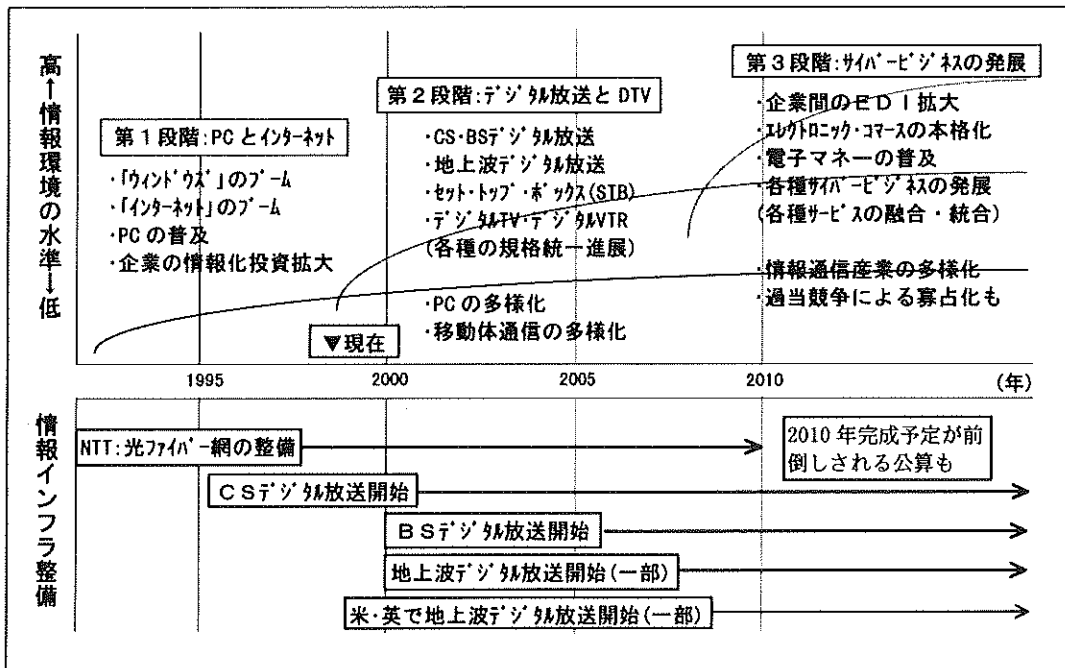 高↑情報環境の水準↓低
第1段階:PCとインターネット
・「ウィンドウズ」のブーム
・「インターネット」のブーム
・PCの普及
・企業の情報化投資拡大
第2段階:デジタル放送とDTV
・CS・BSデジタル放送
・地上波デジタル放送
・セット・トップ・ボックス(STB)
・デジタルTV・デジタルVTR
(各種の規格統一進展)
・PCの多様化
・移動体通信の多様化
第3段階:サイバービジネスの発展
・企業間のEDI拡大
・エレクトロニック・コマースの本格化
・電子マネーの普及
・各種サイバービジネスの発展
(各種サービスの融合・統合)
・情報通信産業の多様化
・過当競争による寡占化も
▼現在
1995
2000
2005
2010
(年)
情報インフラ整備
NTT:光ファイバー網の整備
2010年完成予定が前
倒しされる公算も
CSデジタル放送開始
BSデジタル放送開始
地上波デジタル放送開始(一部)
米・英で地上波デジタル放送開始(一部)